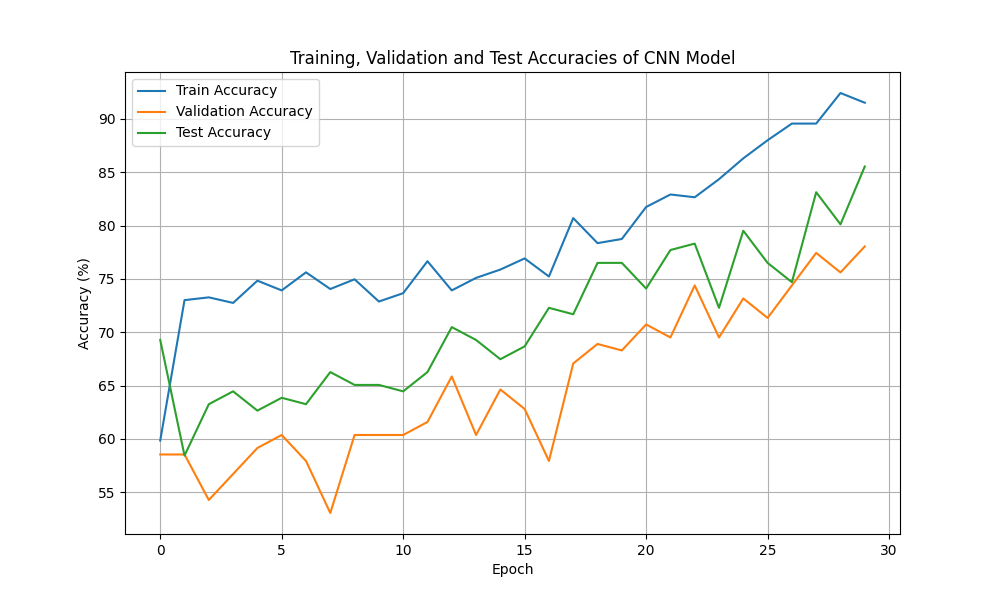 Training, Validation and Test Accuracies of CNN Model
Train Accuracy
Validation Accuracy
Test Accuracy
Accuracy (%)
90
85
80
75
70
65
60
55
0 5 10 15 20 25 30
Epoch